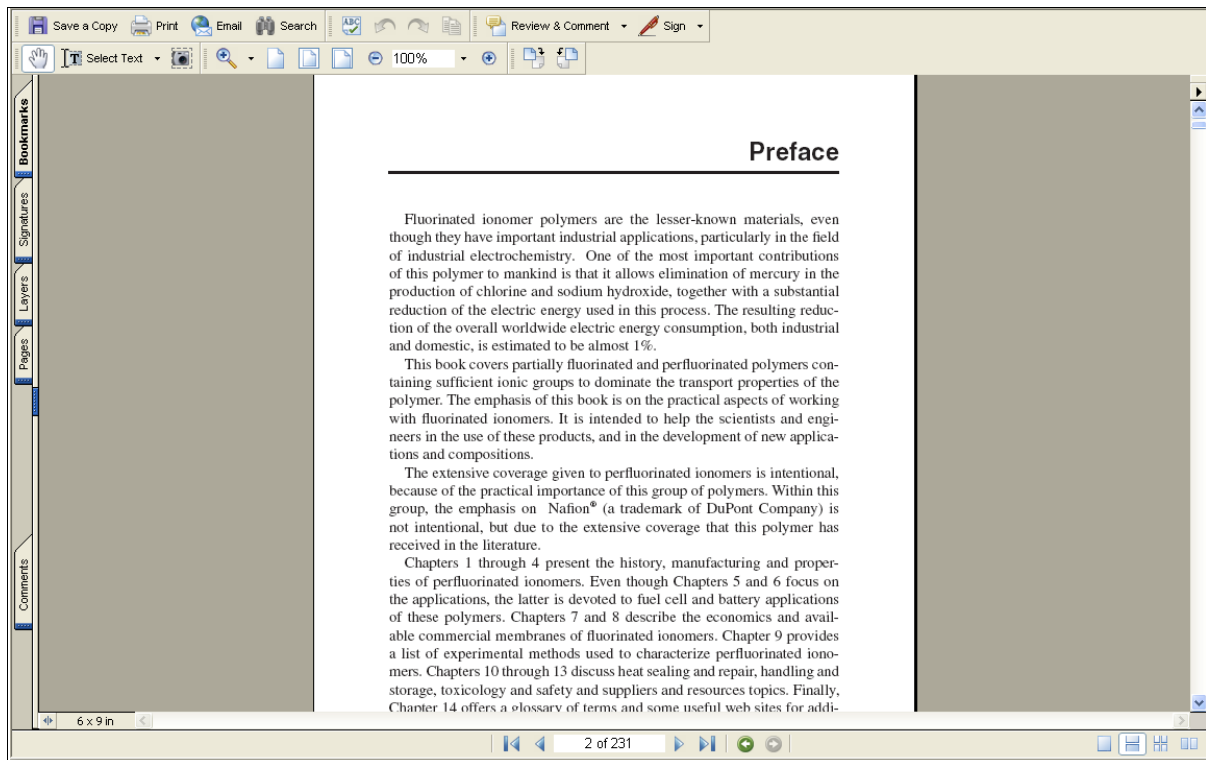 Save a Copy Print Email Search Review & Comment Sign
Select Text 100%
Bookmarks
Signatures
Layers
Pages
Comments
Preface
Fluorinated ionomer polymers are the lesser-known materials, even
though they have important industrial applications, particularly in the field
of industrial electrochemistry. One of the most important contributions
of this polymer to mankind is that it allows elimination of mercury in the
production of chlorine and sodium hydroxide, together with a substantial
reduction of the electric energy used in this process. The resulting reduc-
tion of the overall worldwide electric energy consumption, both industrial
and domestic, is estimated to be almost 1%.
This book covers partially fluorinated and perfluorinated polymers con-
taining sufficient ionic groups to dominate the transport properties of the
polymer. The emphasis of this book is on the practical aspects of working
with fluorinated ionomers. It is intended to help the scientists and engi-
neers in the use of these products, and in the development of new applica-
tions and compositions.
The extensive coverage given to perfluorinated ionomers is intentional,
because of the practical importance of this group of polymers. Within this
group, the emphasis on Nafion® (a trademark of DuPont Company) is
not intentional, but due to the extensive coverage that this polymer has
received in the literature.
Chapters 1 through 4 present the history, manufacturing and proper-
ties of perfluorinated ionomers. Even though Chapters 5 and 6 focus on
the applications, the latter is devoted to fuel cell and battery applications
of these polymers. Chapters 7 and 8 describe the economics and avail-
able commercial membranes of fluorinated ionomers. Chapter 9 provides
a list of experimental methods used to characterize perfluorinated iono-
mers. Chapters 10 through 13 discuss heat sealing and repair, handling and
storage, toxicology and safety and suppliers and resources topics. Finally,
Chapter 14 offers a glossary of terms and some useful web sites for addi-
6 x 9 in
2 of 231